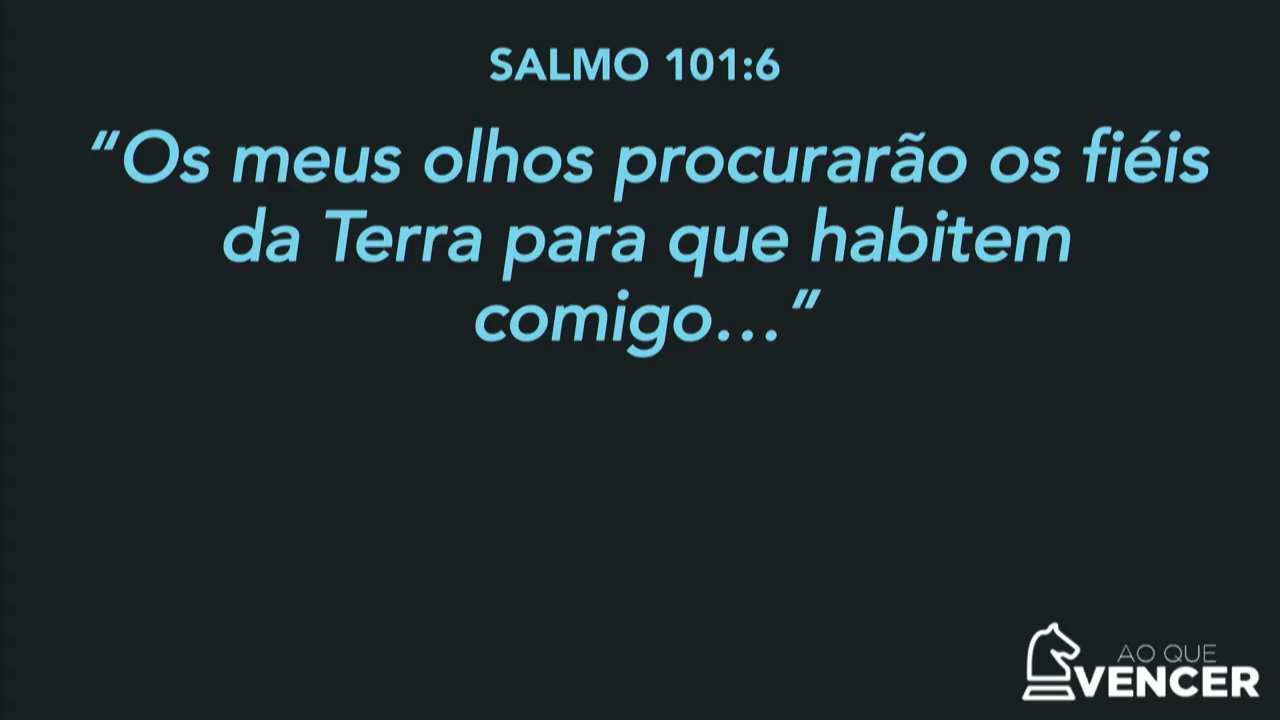 SALMO 101:6
“Os meus olhos procurarão os fiéis
da Terra para que habitem
comigo...”
AO QUE
VENCER